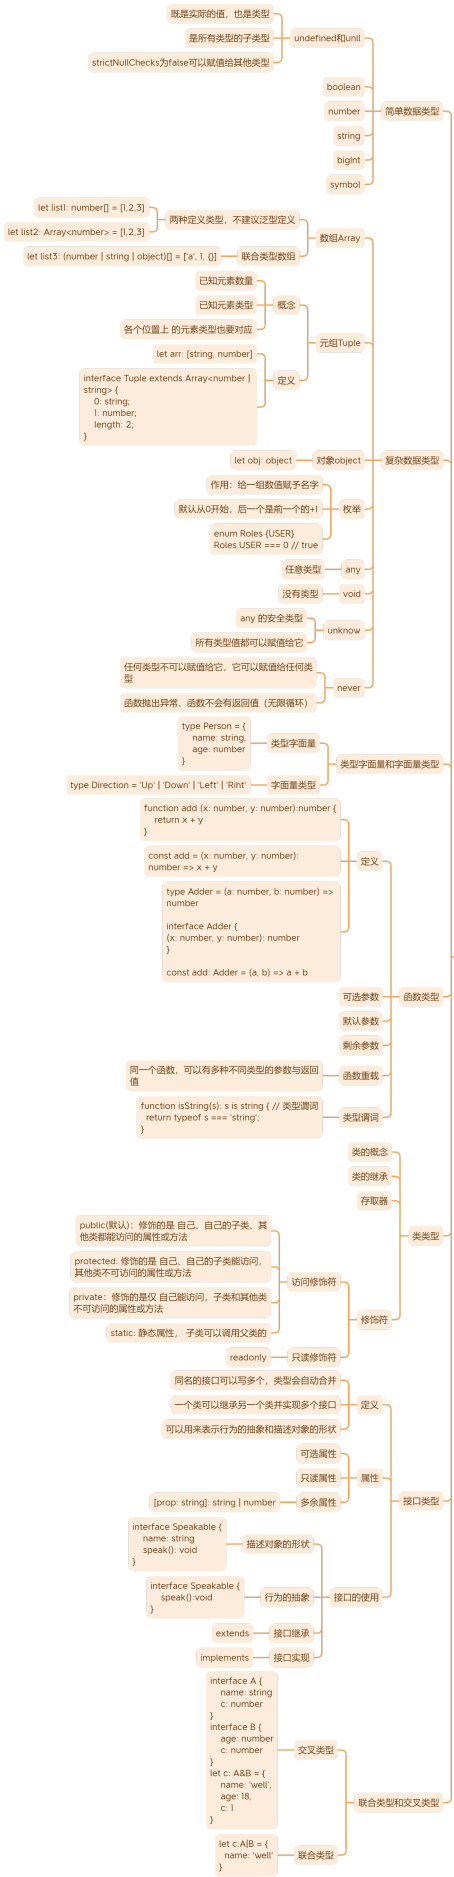 既是实际的值，也是类型
是所有类型的子类型
strictNullChecks为false可以赋值给其他类型
undefined和unll
boolean
number
string
bigInt
symbol
简单数据类型
let list1: number[] = [1,2,3]
let list2: Array<number> = [1,2,3]
两种定义类型，不建议泛型定义
let list3: (number | string | object)[] = ['a', 1, {}]
联合类型数组
数组Array
已知元素数量
已知元素类型
各个位置上 的元素类型也要对应
概念
let arr: [string, number]
interface Tuple extends Array<number |
string> {
0: string;
1: number;
length: 2;
}
定义
元组Tuple
let obj: object
对象object
复杂数据类型
作用：给一组数值赋予名字
默认从0开始，后一个是前一个的+1
enum Roles {USER}
Roles.USER === 0 // true
枚举
任意类型
any
没有类型
void
any 的安全类型
所有类型值都可以赋值给它
unknow
任何类型不可以赋值给它，它可以赋值给任何类
型
函数抛出异常、函数不会有返回值（无限循环）
never
type Person = {
name: string,
age: number
}
类型字面量
type Direction = 'Up' | 'Down' | 'Left' | 'Riht'
字面量类型
类型字面量和字面量类型
function add (x: number, y: number):number {
return x + y
}
const add = (x: number, y: number):
number => x + y
type Adder = (a: number, b: number) =>
number
interface Adder {
(x: number, y: number): number
}
const add: Adder = (a, b) => a + b
定义
可选参数
默认参数
剩余参数
同一个函数，可以有多种不同类型的参数与返回
值
函数重载
function isString(s): s is string { // 类型谓词
return typeof s === 'string';
}
类型谓词
函数类型
类的概念
类的继承
存取器
类类型
public(默认)：修饰的是 自己、自己的子类、其
他类都能访问的属性或方法
protected: 修饰的是 自己、自己的子类能访问，
其他类不可访问的属性或方法
private：修饰的是仅 自己能访问，子类和其他类
不可访问的属性或方法
static: 静态属性， 子类可以调用父类的
访问修饰符
readonly
只读修饰符
修饰符
同名的接口可以写多个，类型会自动合并
一个类可以继承另一个类并实现多个接口
可以用来表示行为的抽象和描述对象的形状
定义
可选属性
只读属性
[prop: string]: string | number
多余属性
属性
接口类型
interface Speakable {
name: string
speak(): void
}
描述对象的形状
interface Speakable {
speak():void
}
行为的抽象
extends
接口继承
implements
接口实现
接口的使用
interface A {
name: string
c: number
}
interface B {
age: number
c: number
}
let c: A&B = {
name: 'well',
age: 18,
c: 1
}
交叉类型
let c:A|B = {
name: 'well'
}
联合类型
联合类型和交叉类型